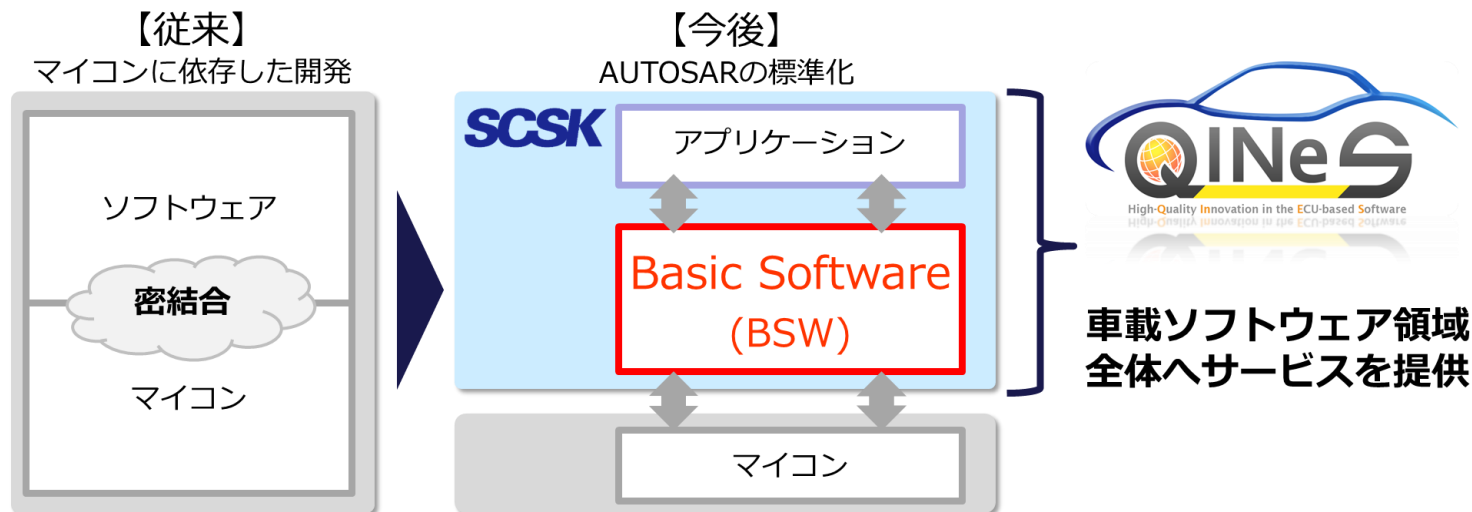 【従来】
マイコンに依存した開発
ソフトウェア
密結合
マイコン
【今後】
AUTOSARの標準化
SCSK
アプリケーション
Basic Software
(BSW)
マイコン
QINeS
High-Quality Innovation in the ECU-based Software
車載ソフトウェア領域
全体へサービスを提供